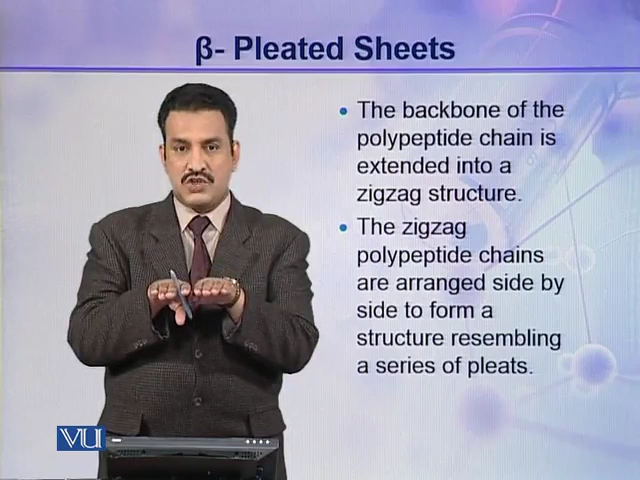 β- Pleated Sheets
• The backbone of the
polypeptide chain is
extended into a
zigzag structure.
• The zigzag
polypeptide chains
are arranged side by
side to form a
structure resembling
a series of pleats.
VU